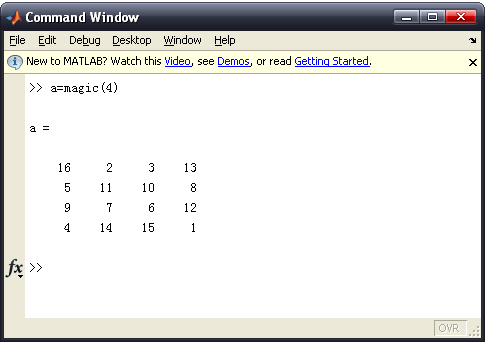 Command Window
File Edit Debug Desktop Window Help
New to MATLAB? Watch this Video, see Demos, or read Getting Started.
>> a=magic(4)
a =
16 2 3 13
5 11 10 8
9 7 6 12
4 14 15 1
fx >>
OVR